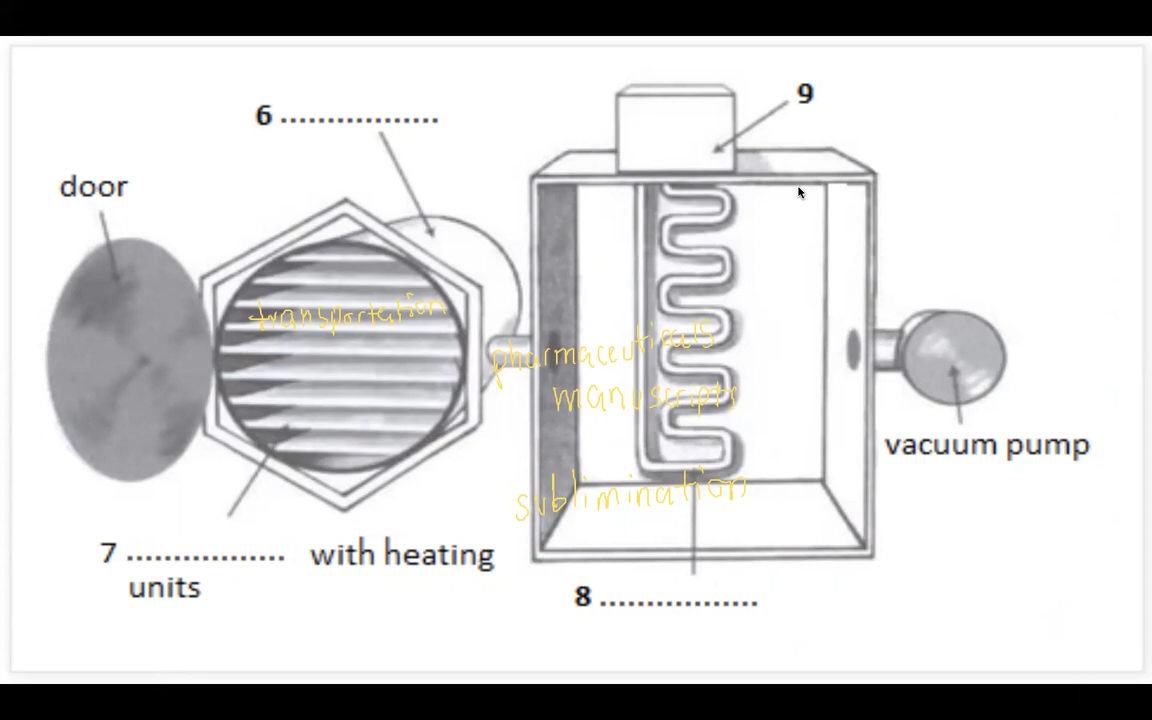 9
6 .................
door
transportation
pharmaceuticals
manuscripts
vacuum pump
sublimination
7 ................. with heating
units
8 .................